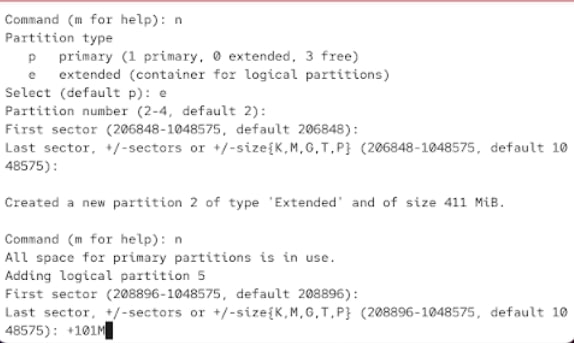 Command (m for help): n
Partition type
   p   primary (1 primary, 0 extended, 3 free)
   e   extended (container for logical partitions)
Select (default p): e
Partition number (2-4, default 2):
First sector (206848-1048575, default 206848):
Last sector, +/-sectors or +/-size{K,M,G,T,P} (206848-1048575, default 10
48575):

Created a new partition 2 of type 'Extended' and of size 411 MiB.

Command (m for help): n
All space for primary partitions is in use.
Adding logical partition 5
First sector (208896-1048575, default 208896):
Last sector, +/-sectors or +/-size{K,M,G,T,P} (208896-1048575, default 10
48575): +101M